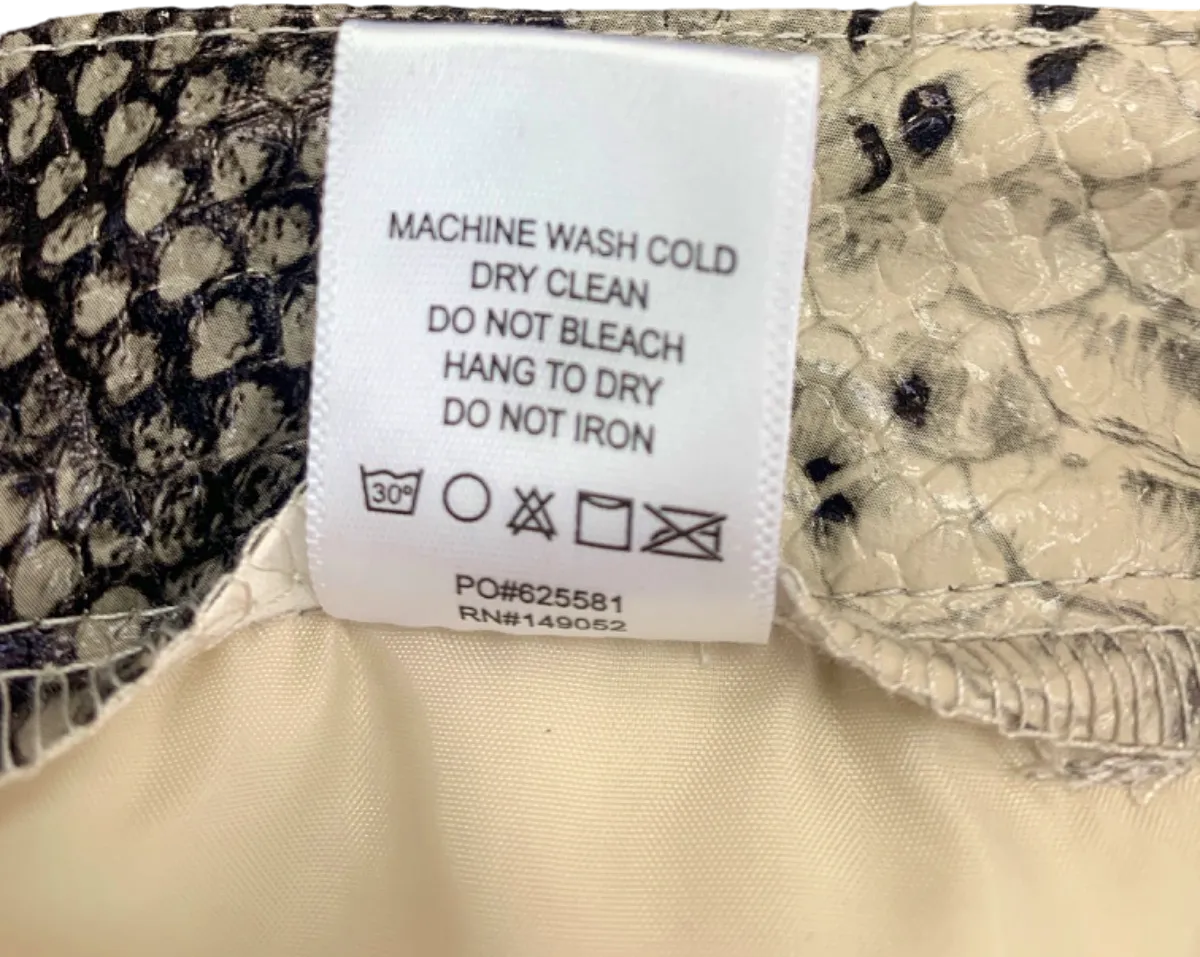 MACHINE WASH COLD
DRY CLEAN
DO NOT BLEACH
HANG TO DRY
DO NOT IRON
30°
PO#625581
RN#149052